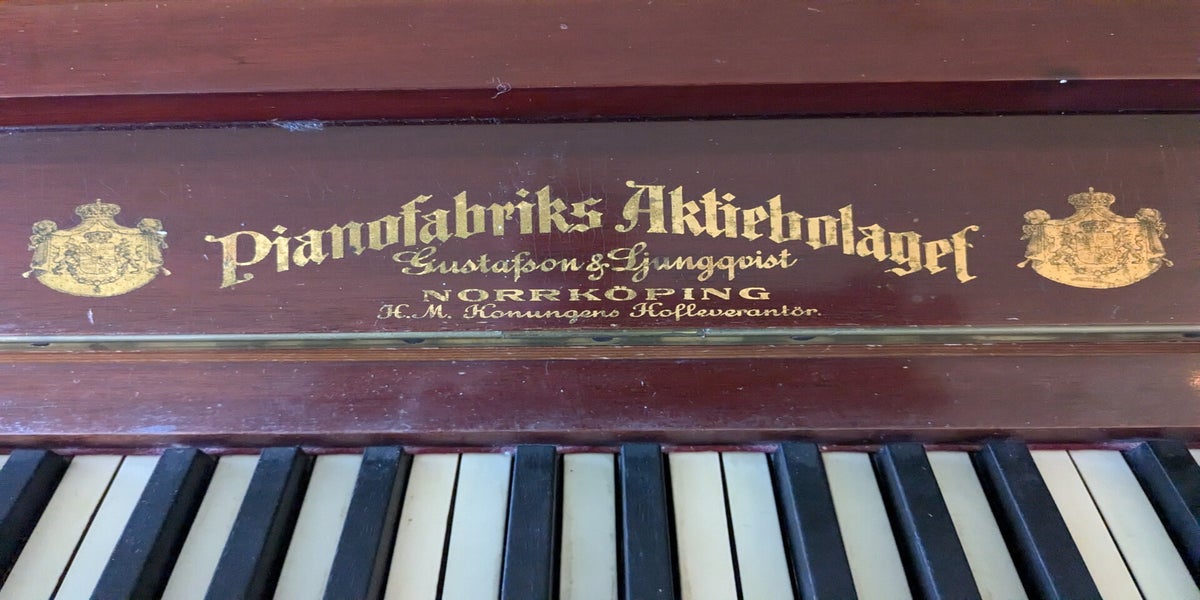 Pianofabriks Aktiebolaget
Gustafson & Ljungqvist
NORRKÖPING
H. M. Konungens Hofleverantör.